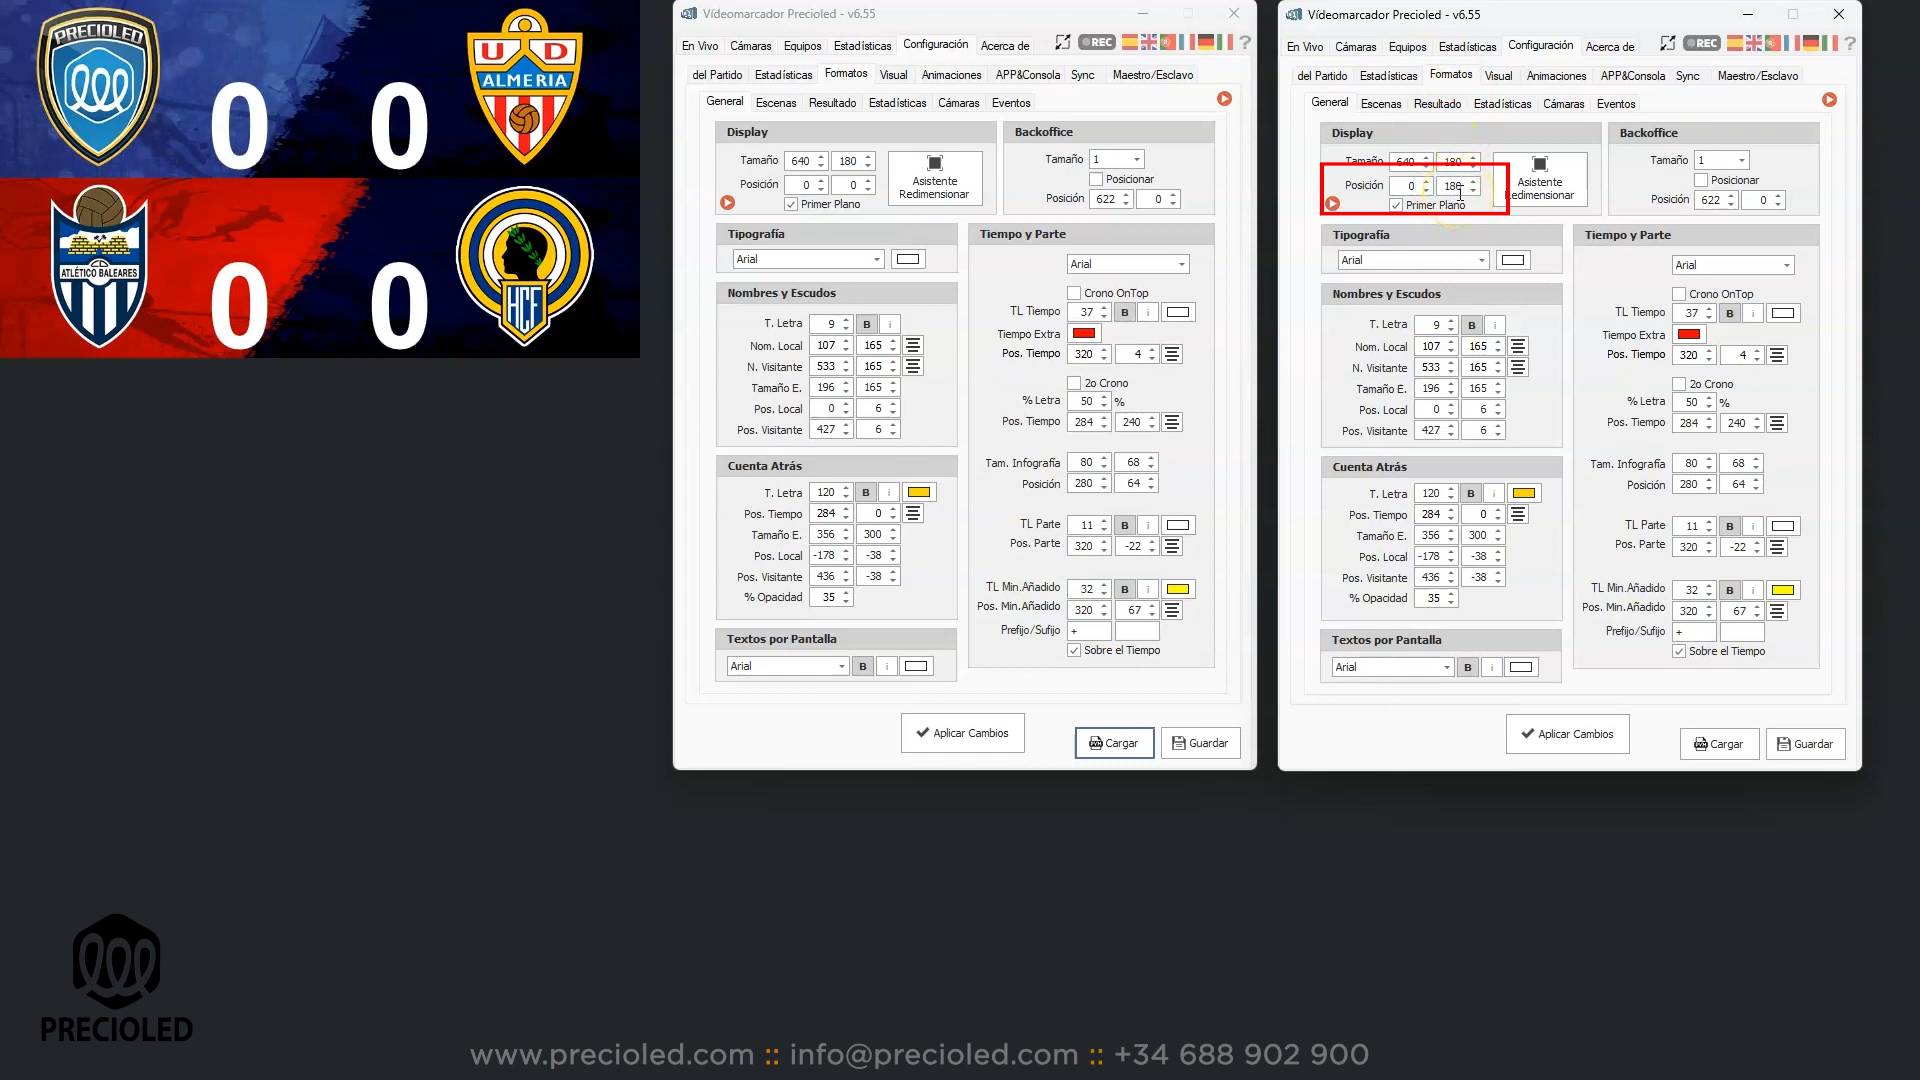 PRECIOLED
0 0
UD
ALMERIA
ATLÉTICO BALEARES
0 0
HCF
Vídeomarcador Precioled - v6.55
En Vivo Cámaras Equipos Estadísticas Configuración Acerca de REC ?
del Partido Estadísticas Formatos Visual Animaciones APP&Consola Sync Maestro/Esclavo
General Escenas Resultado Estadísticas Cámaras Eventos
Display
Tamaño 640 180
Posición 0 0
Primer Plano
Asistente
Redimensionar
Backoffice
Tamaño 1
Posicionar
Posición 622 0
Tipografía
Arial
Nombres y Escudos
T. Letra 9 B i
Nom. Local 107 165
N. Visitante 533 165
Tamaño E. 196 165
Pos. Local 0 6
Pos. Visitante 427 6
Cuenta Atrás
T. Letra 120 B i
Pos. Tiempo 284 0
Tamaño E. 356 300
Pos. Local -178 -38
Pos. Visitante 436 -38
% Opacidad 35
Textos por Pantalla
Arial B i
Tiempo y Parte
Arial
Crono OnTop
TL Tiempo 37 B i
Tiempo Extra
Pos. Tiempo 320 4
2o Crono
% Letra 50 %
Pos. Tiempo 284 240
Tam. Infografía 80 68
Posición 280 64
TL Parte 11 B i
Pos. Parte 320 -22
TL Min.Añadido 32 B i
Pos. Min.Añadido 320 67
Prefijo/Sufijo +
Sobre el Tiempo
Aplicar Cambios
Cargar
Guardar
Vídeomarcador Precioled - v6.55
En Vivo Cámaras Equipos Estadísticas Configuración Acerca de REC ?
del Partido Estadísticas Formatos Visual Animaciones APP&Consola Sync Maestro/Esclavo
General Escenas Resultado Estadísticas Cámaras Eventos
Display
Tamaño 640 180
Posición 0 180
Primer Plano
Asistente
Redimensionar
Backoffice
Tamaño 1
Posicionar
Posición 622 0
Tipografía
Arial
Nombres y Escudos
T. Letra 9 B i
Nom. Local 107 165
N. Visitante 533 165
Tamaño E. 196 165
Pos. Local 0 6
Pos. Visitante 427 6
Cuenta Atrás
T. Letra 120 B i
Pos. Tiempo 284 0
Tamaño E. 356 300
Pos. Local -178 -38
Pos. Visitante 436 -38
% Opacidad 35
Textos por Pantalla
Arial B i
Tiempo y Parte
Arial
Crono OnTop
TL Tiempo 37 B i
Tiempo Extra
Pos. Tiempo 320 4
2o Crono
% Letra 50 %
Pos. Tiempo 284 240
Tam. Infografía 80 68
Posición 280 64
TL Parte 11 B i
Pos. Parte 320 -22
TL Min.Añadido 32 B i
Pos. Min.Añadido 320 67
Prefijo/Sufijo +
Sobre el Tiempo
Aplicar Cambios
Cargar
Guardar
PRECIOLED
www.precioled.com :: info@precioled.com :: +34 688 902 900